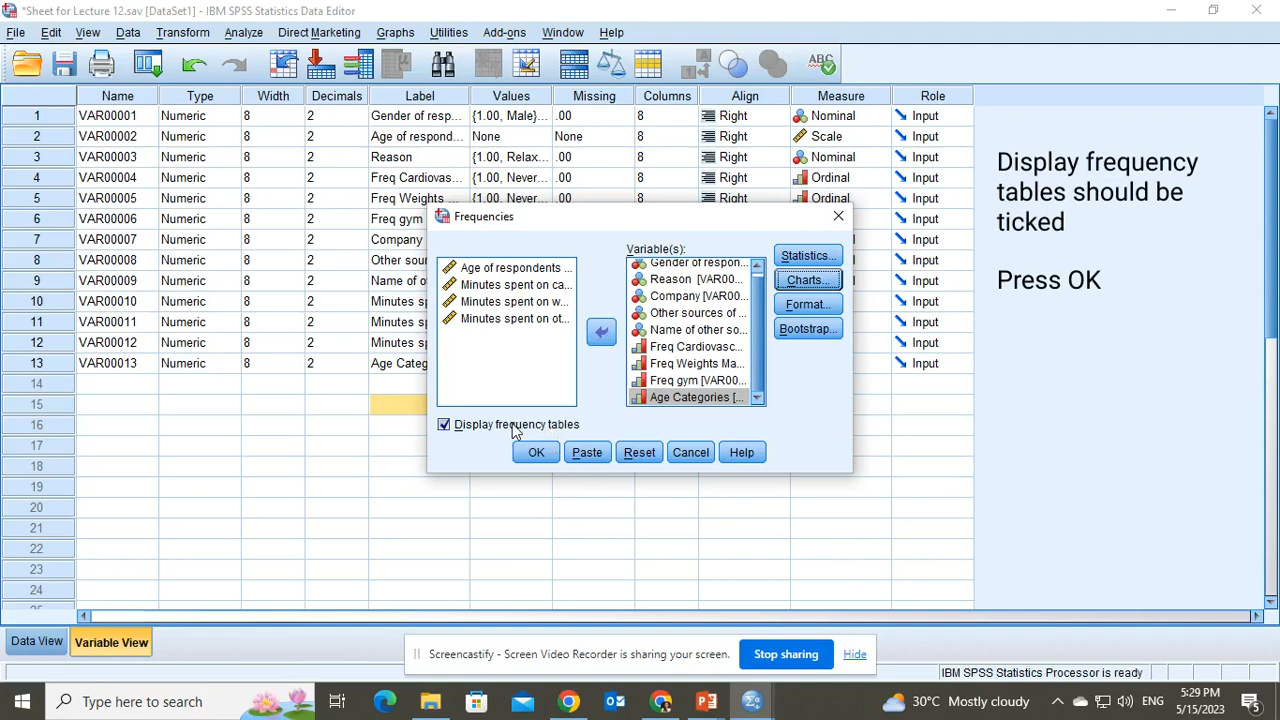 *Sheet for Lecture 12.sav [DataSet1] - IBM SPSS Statistics Data Editor
File Edit View Data Transform Analyze Direct Marketing Graphs Utilities Add-ons Window Help
Name Type Width Decimals Label Values Missing Columns Align Measure Role
1 VAR00001 Numeric 8 2 Gender of resp... {1.00, Male}... .00 8 Right Nominal Input
2 VAR00002 Numeric 8 2 Age of respond... None None 8 Right Scale Input
3 VAR00003 Numeric 8 2 Reason {1.00, Relax... .00 8 Right Nominal Input
4 VAR00004 Numeric 8 2 Freq Cardiovas... {1.00, Never... .00 8 Right Ordinal Input
5 VAR00005 Numeric 8 2 Freq Weights ... {1.00, Never... .00 8 Right Ordinal Input
6 VAR00006 Numeric 8 2 Freq gym Input
7 VAR00007 Numeric 8 2 Company Input
8 VAR00008 Numeric 8 2 Other sour Input
9 VAR00009 Numeric 8 2 Name of o Input
10 VAR00010 Numeric 8 2 Minutes s Input
11 VAR00011 Numeric 8 2 Minutes s Input
12 VAR00012 Numeric 8 2 Minutes s Input
13 VAR00013 Numeric 8 2 Age Categ Input
14
15
16
17
18
19
20
21
22
23
24
Frequencies
Variable(s):
Age of respondents ...
Minutes spent on ca...
Minutes spent on w...
Minutes spent on ot...
Gender of respon...
Reason [VAR00...
Company [VAR00...
Other sources of ...
Name of other so...
Freq Cardiovasc...
Freq Weights Ma...
Freq gym [VAR00...
Age Categories [...
Statistics...
Charts...
Format...
Bootstrap...
Display frequency tables
OK Paste Reset Cancel Help
Display frequency
tables should be
ticked
Press OK
Data View Variable View
Screencastify - Screen Video Recorder is sharing your screen. Stop sharing Hide
IBM SPSS Statistics Processor is ready
Type here to search
30°C Mostly cloudy ENG
5:29 PM
5/15/2023
5